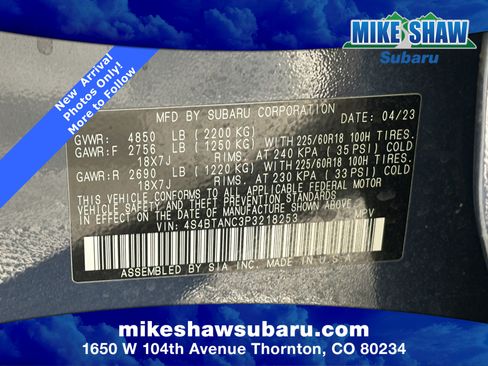 MIKE SHAW
Subaru
New Arrival
Photos Only!
More to Follow
MFD BY SUBARU CORPORATION DATE: 04/23
GVWR: 4850 LB (2200 KG)
GAWR:F 2756 LB (1250 KG) WITH 225/60R18 100H TIRES,
18X7J RIMS, AT 240 KPA (35 PSI) COLD
GAWR:R 2690 LB (1220 KG) WITH 225/60R18 100H TIRES,
18X7J RIMS, AT 230 KPA (33 PSI) COLD
THIS VEHICLE CONFORMS TO ALL APPLICABLE FEDERAL MOTOR
VEHICLE SAFETY AND THEFT PREVENTION STANDARDS
IN EFFECT ON THE DATE OF MANUFACTURE SHOWN ABOVE.
VIN: 4S4BTANC3P3218253 MPV
ASSEMBLED BY SIA INC. MADE IN U.S.A.
mikeshawsubaru.com
1650 W 104th Avenue Thornton, CO 80234